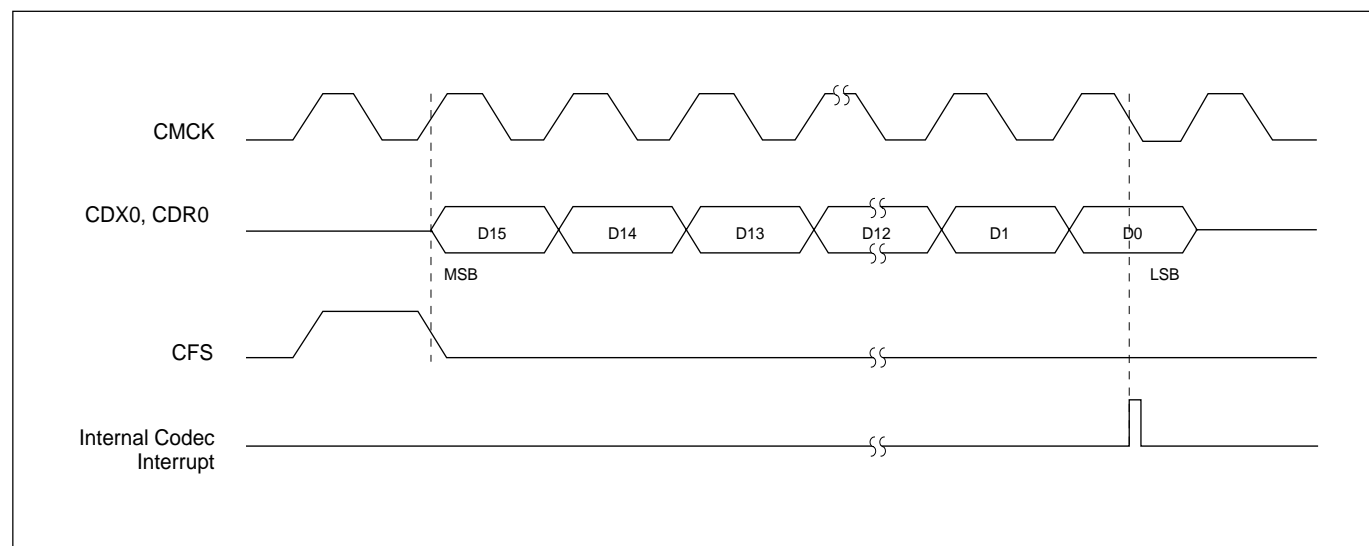 CMCK
CDX0, CDR0
D15
D14
D13
D12
D1
D0
MSB
LSB
CFS
Internal Codec
Interrupt